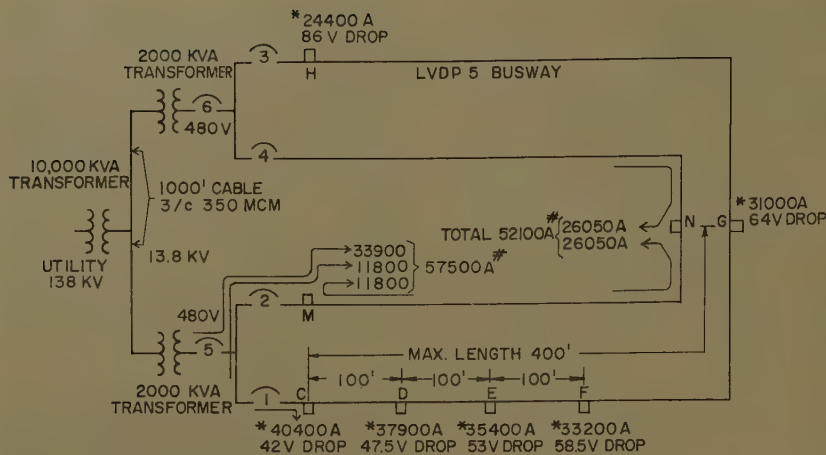 *24400 A
86 V DROP
2000 KVA
TRANSFORMER
3
H
LVDP 5 BUSWAY
6
480V
4
10,000 KVA
TRANSFORMER
1000' CABLE
3/c 350 MCM
UTILITY
138 KV
13.8 KV
TOTAL 52100A#
26050A
26050A
N
G
*31000A
64V DROP
33900
11800
11800
57500A#
480V
2
M
5
MAX. LENGTH 400'
2000 KVA
TRANSFORMER
1
C
100'
D
100'
E
100'
F
*40400A
42V DROP
*37900A
47.5V DROP
*35400A
53V DROP
*33200A
58.5V DROP